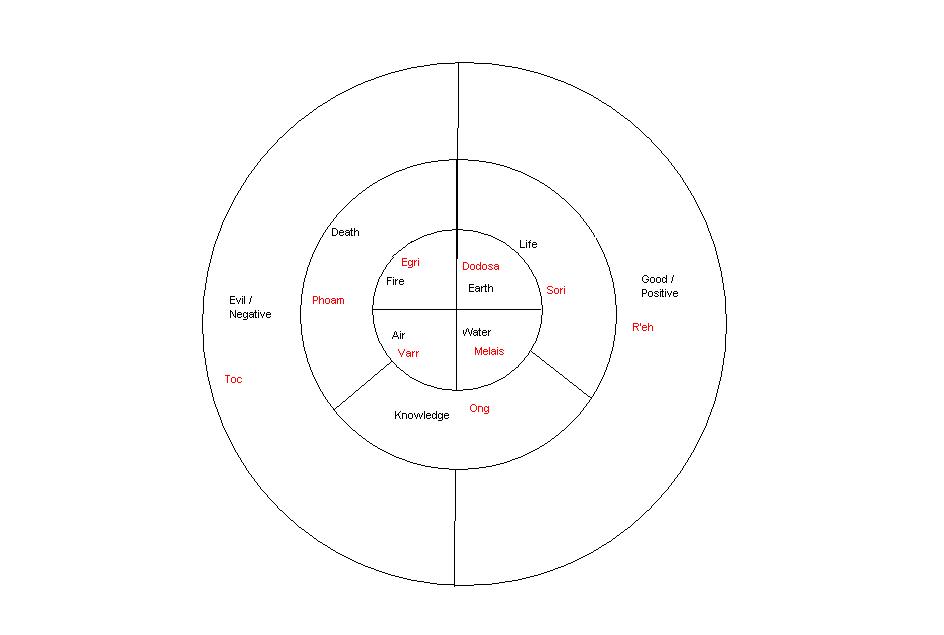 Death
Life
Egri
Dodosa
Fire
Earth
Good /
Positive
Sori
Evil /
Negative
Phoam
R'eh
Air
Water
Varr
Melais
Toc
Knowledge
Ong